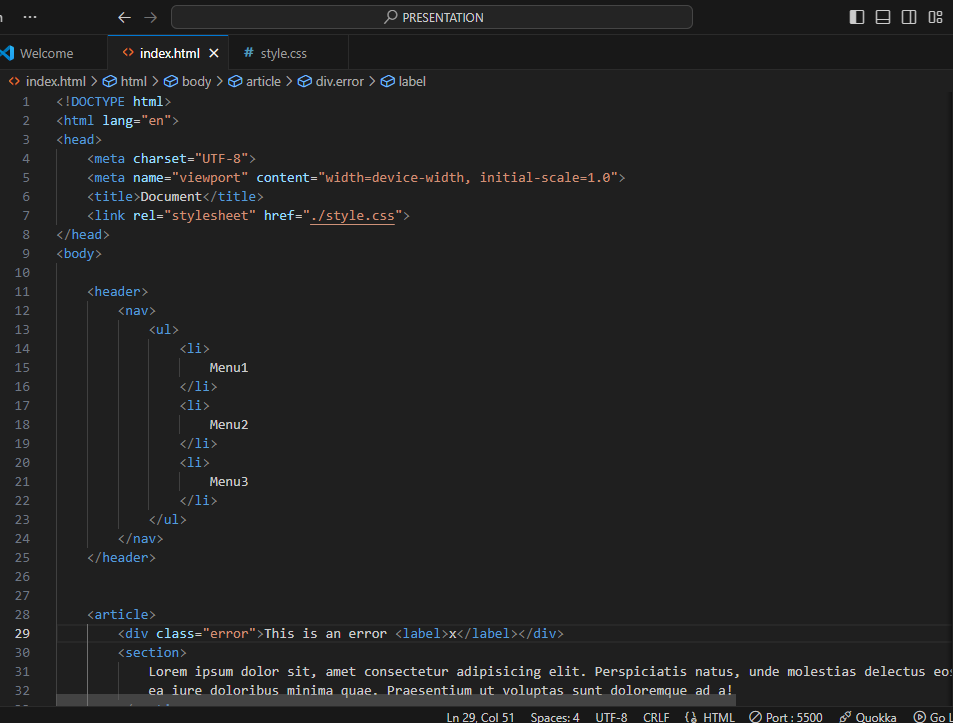 PRESENTATION
Welcome
index.html
# style.css
index.html > html > body > article > div.error > label
1 <!DOCTYPE html>
2 <html lang="en">
3 <head>
4 <meta charset="UTF-8">
5 <meta name="viewport" content="width=device-width, initial-scale=1.0">
6 <title>Document</title>
7 <link rel="stylesheet" href="./style.css">
8 </head>
9 <body>
10
11 <header>
12 <nav>
13 <ul>
14 <li>
15 Menu1
16 </li>
17 <li>
18 Menu2
19 </li>
20 <li>
21 Menu3
22 </li>
23 </ul>
24 </nav>
25 </header>
26
27
28 <article>
29 <div class="error">This is an error <label>x</label></div>
30 <section>
31 Lorem ipsum dolor sit, amet consectetur adipisicing elit. Perspiciatis natus, unde molestias delectus eos
32 ea iure doloribus minima quae. Praesentium ut voluptas sunt doloremque ad a!
Ln 29, Col 51 Spaces: 4 UTF-8 CRLF {} HTML Port : 5500 Quokka Go L